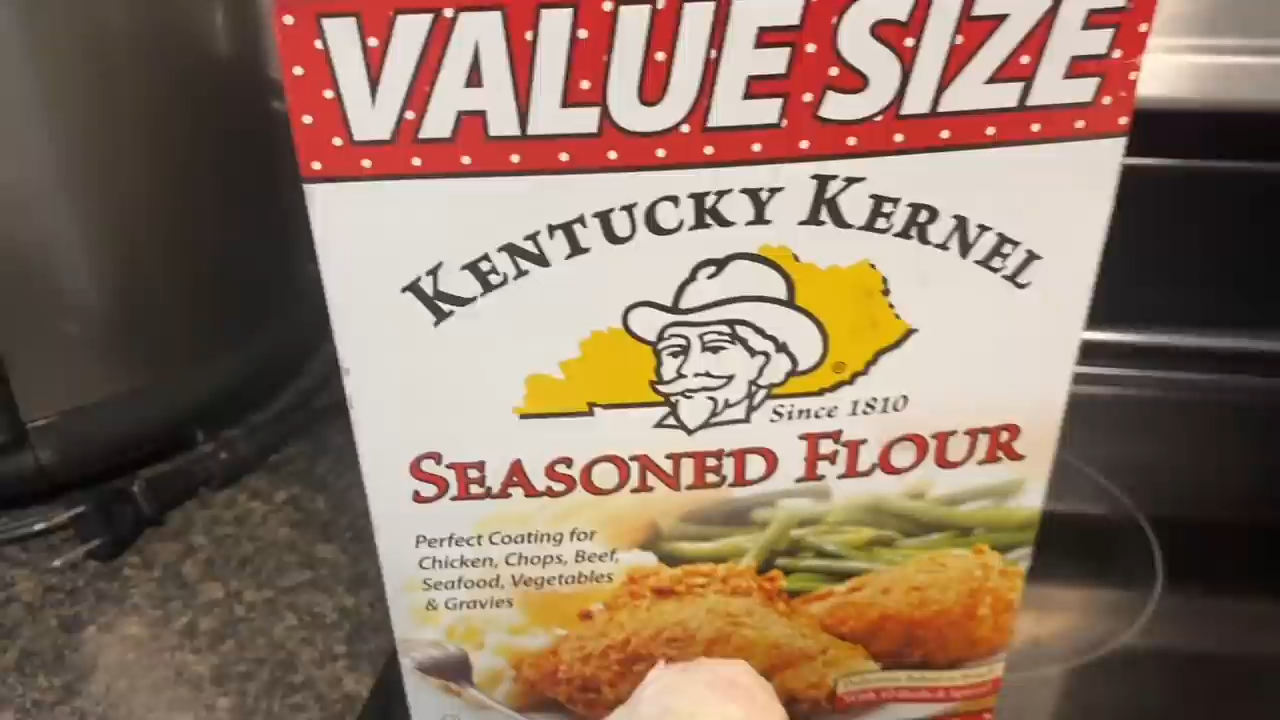 VALUE SIZE
KENTUCKY KERNEL
®
Since 1810
SEASONED FLOUR
Perfect Coating for
Chicken, Chops, Beef,
Seafood, Vegetables
& Gravies